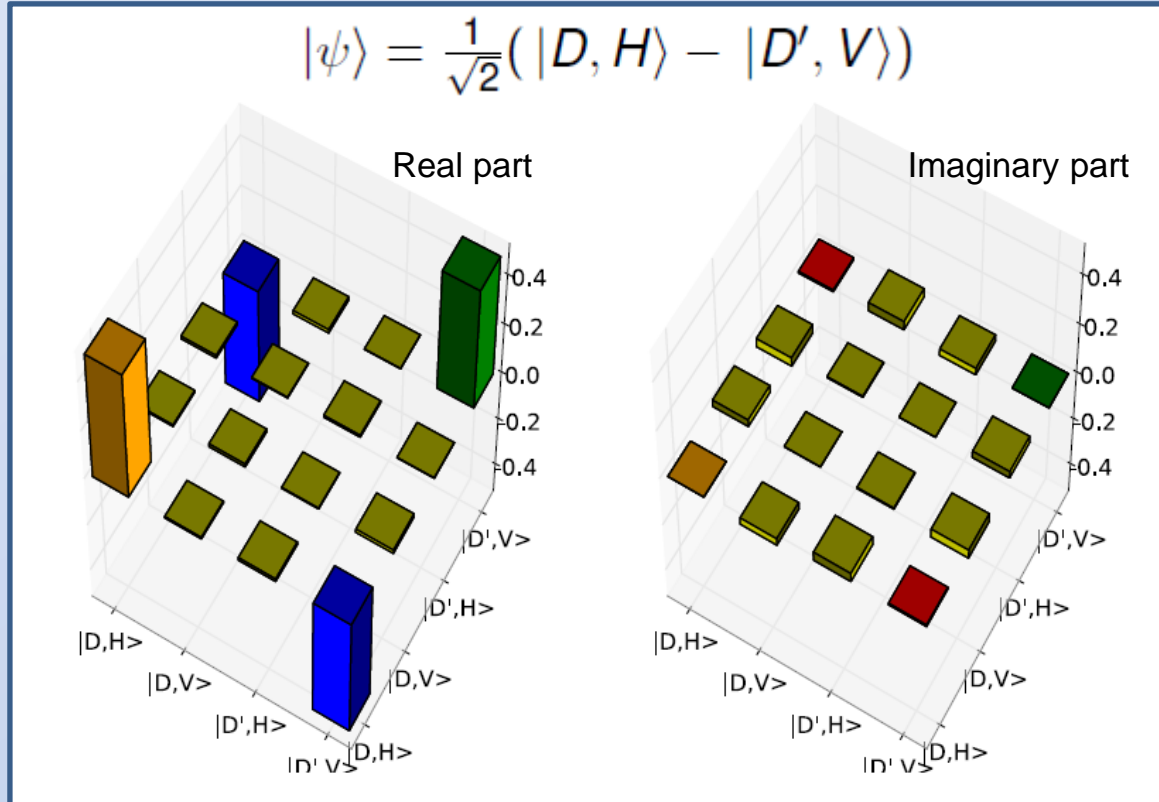 |ψ⟩ = 1/√2 ( |D, H⟩ − |D′, V⟩)
Real part
Imaginary part
0.4
0.2
0.0
0.2
0.4
|D,H>
|D,V>
|D',H>
|D',V>
|D,H>
|D,V>
|D',H>
|D',V>
0.4
0.2
0.0
0.2
0.4
|D,H>
|D,V>
|D',H>
|D',V>
|D,H>
|D,V>
|D',H>
|D',V>